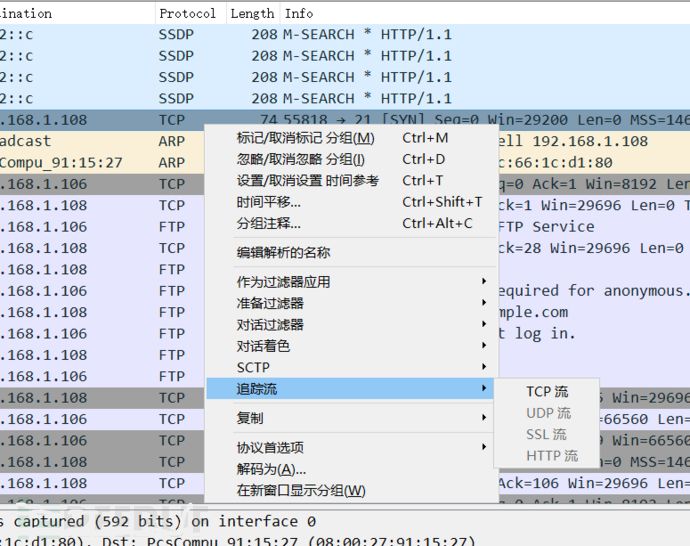 ination Protocol Length Info
2::c SSDP 208 M-SEARCH * HTTP/1.1
2::c SSDP 208 M-SEARCH * HTTP/1.1
2::c SSDP 208 M-SEARCH * HTTP/1.1
2::c SSDP 208 M-SEARCH * HTTP/1.1
.168.1.108 TCP 74 55818 → 21 [SYN] Seq=0 Win=29200 Len=0 MSS=146
adcast ARP ell 192.168.1.108
Compu_91:15:27 ARP c:66:1c:d1:80
.168.1.106 TCP q=0 Ack=1 Win=8192 Len
.168.1.108 TCP ck=1 Win=29696 Len=0 T
.168.1.106 FTP FTP Service
.168.1.108 TCP ck=28 Win=29696 Len=0
.168.1.108 FTP
.168.1.106 FTP equired for anonymous.
.168.1.108 FTP mple.com
.168.1.106 FTP t log in.
.168.1.108 FTP
.168.1.106 FTP
.168.1.108 TCP Win=29696
.168.1.108 TCP =66560 Len=
.168.1.106 TCP Win=66560
.168.1.108 TCP =0 Len=0
.168.1.108 TCP Ack=106 Win=29696
.168.1.106 TCP
标记/取消标记 分组(M) Ctrl+M
忽略/取消忽略 分组(I) Ctrl+D
设置/取消设置 时间参考 Ctrl+T
时间平移... Ctrl+Shift+T
分组注释... Ctrl+Alt+C
编辑解析的名称
作为过滤器应用
准备过滤器
对话过滤器
对话着色
SCTP
追踪流
复制
协议首选项
解码为(A)...
在新窗口显示分组(W)
TCP 流
UDP 流
SSL 流
HTTP 流
s captured (592 bits) on interface 0
1c:d1:80), Dst: PcsCompu_91:15:27 (08:00:27:91:15:27)